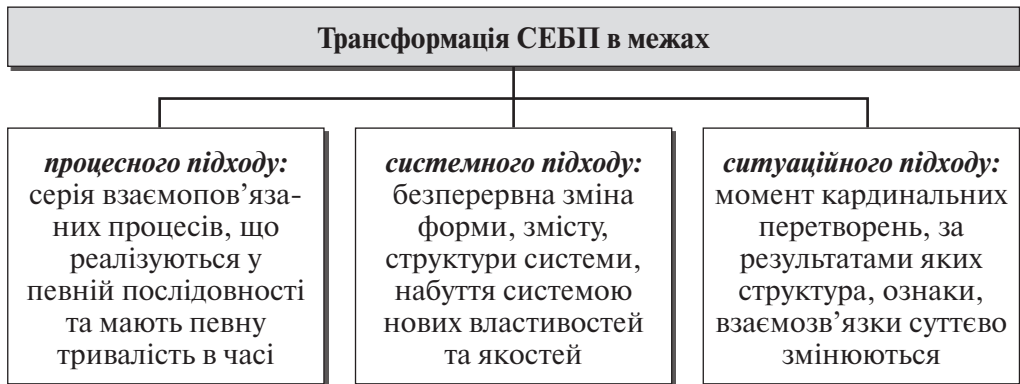 Трансформація СЕБП в межах
процесного підходу:
серія взаємопов’яза-
них процесів, що
реалізуються у
певній послідовності
та мають певну
тривалість в часі
системного підходу:
безперервна зміна
форми, змісту,
структури системи,
набуття системою
нових властивостей
та якостей
ситуаційного підходу:
момент кардинальних
перетворень, за
результатами яких
структура, ознаки,
взаємозв’язки суттєво
змінюються